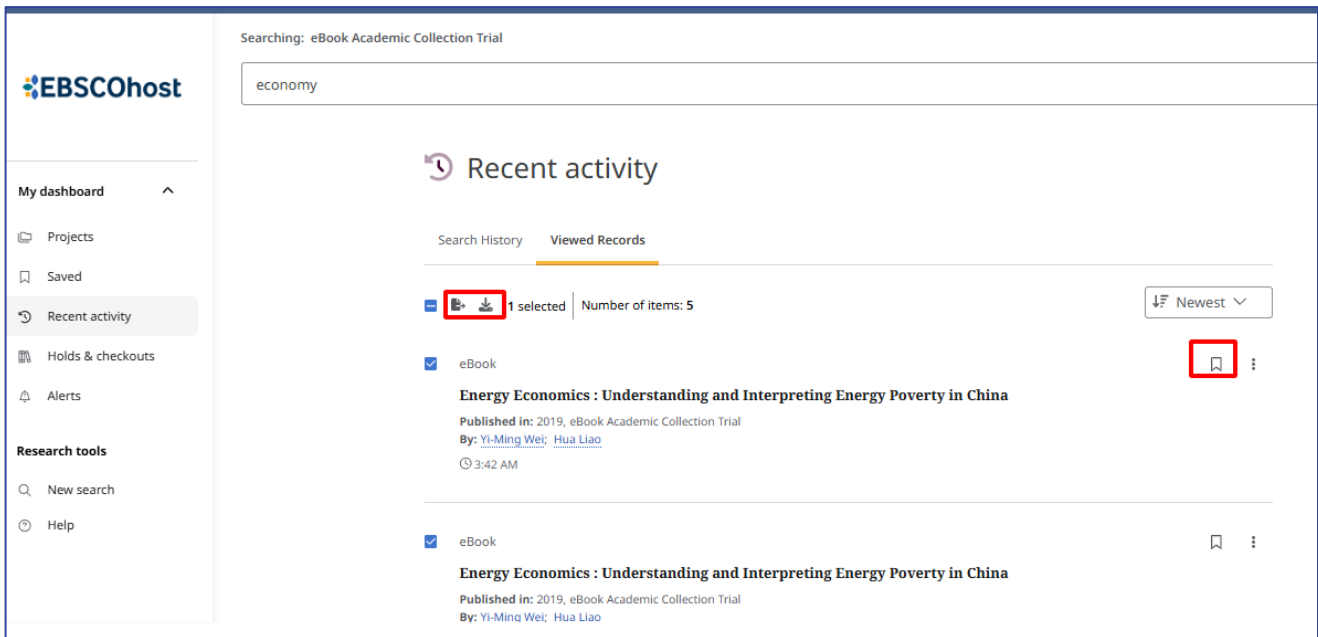 Searching: eBook Academic Collection Trial
EBSCOhost
economy
Recent activity
My dashboard
Projects
Search History Viewed Records
Saved
1 selected Number of items: 5 Newest
Recent activity
Holds & checkouts
eBook
Alerts
Energy Economics : Understanding and Interpreting Energy Poverty in China
Published in: 2019, eBook Academic Collection Trial
By: Yi-Ming Wei; Hua Liao
Research tools
3:42 AM
New search
Help
eBook
Energy Economics : Understanding and Interpreting Energy Poverty in China
Published in: 2019, eBook Academic Collection Trial
By: Yi-Ming Wei; Hua Liao